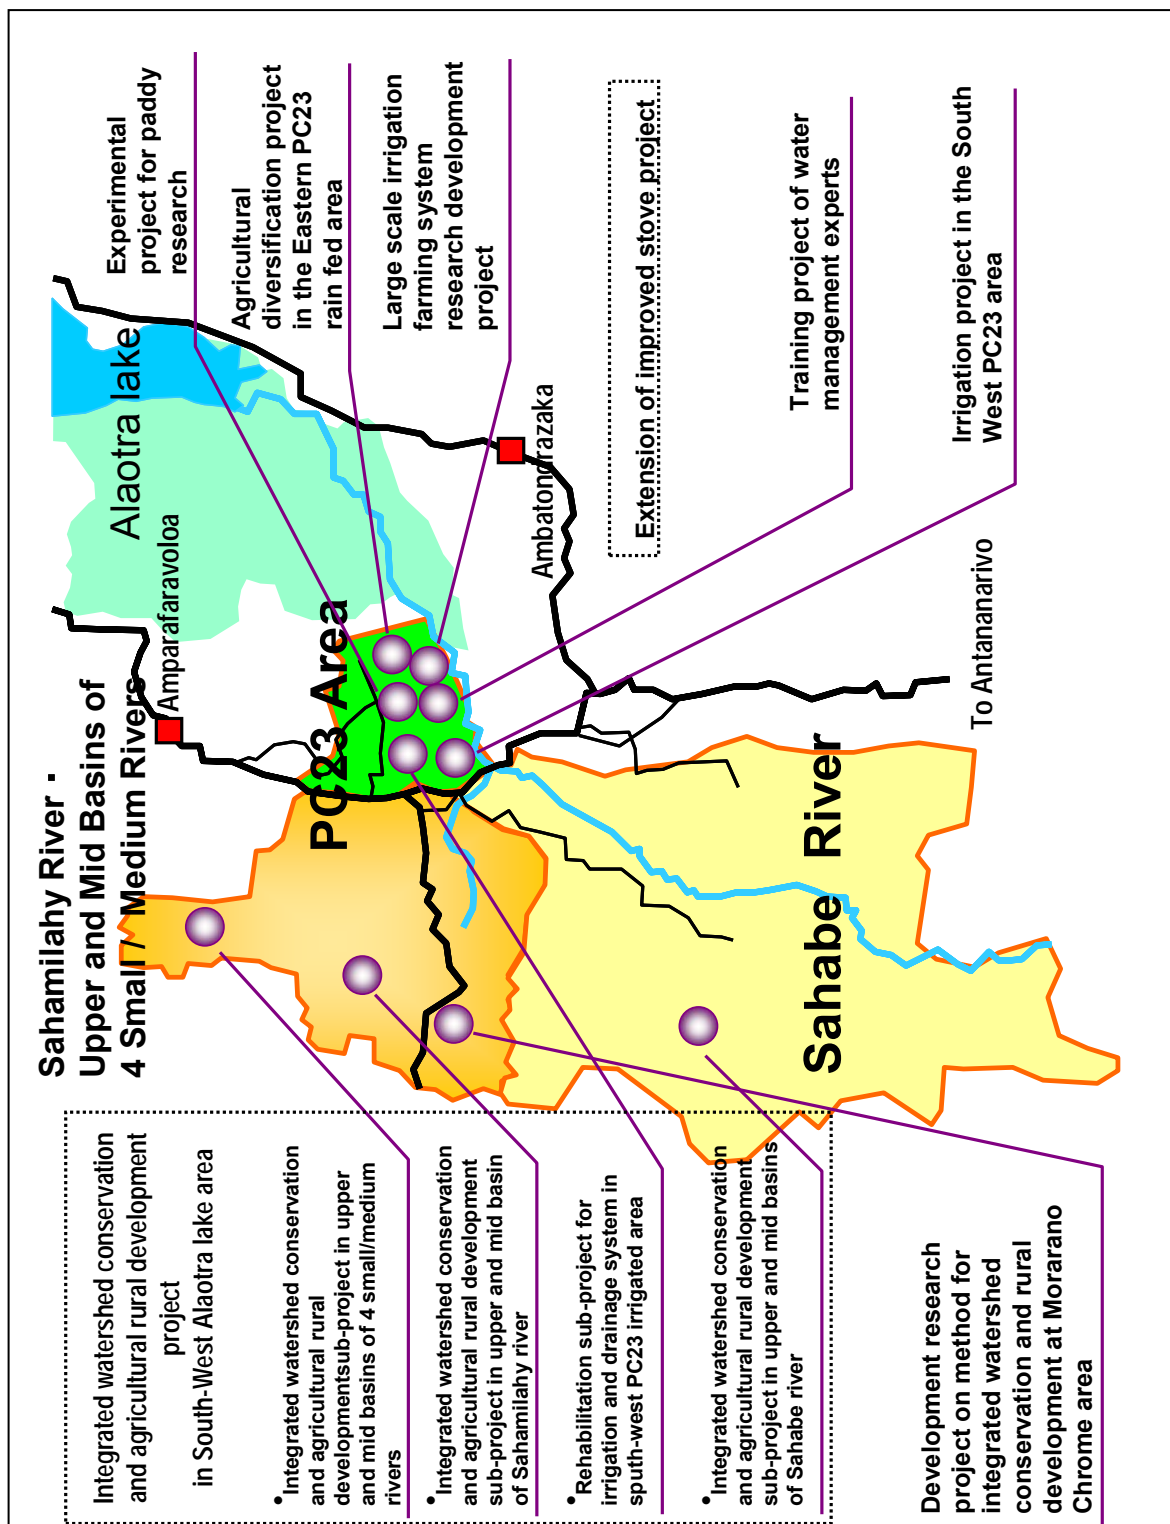 Sahamilahy River -
Upper and Mid Basins of
4 Small / Medium Rivers
Amparafaravoloa
Alaotra lake
PC23 Area
Ambatondrazaka
To Antananarivo
Sahabe River
Experimental
project for paddy
research
Agricultural
diversification project
in the Eastern PC23
rain fed area
Large scale irrigation
farming system
research development
project
Extension of improved stove project
Training project of water
management experts
Irrigation project in the South
West PC23 area
Integrated watershed conservation
and agricultural rural development
project
in South-West Alaotra lake area
•Integrated watershed conservation
and agricultural rural
developmentsub-project in upper
and mid basins of 4 small/medium
rivers
•Integrated watershed conservation
and agricultural rural development
sub-project in upper and mid basin
of Sahamilahy river
•Rehabilitation sub-project for
irrigation and drainage system in
sputh-west PC23 irrigated area
•Integrated watershed conservation
and agricultural rural development
sub-project in upper and mid basins
of Sahabe river
Development research
project on method for
integrated watershed
conservation and rural
development at Morarano
Chrome area